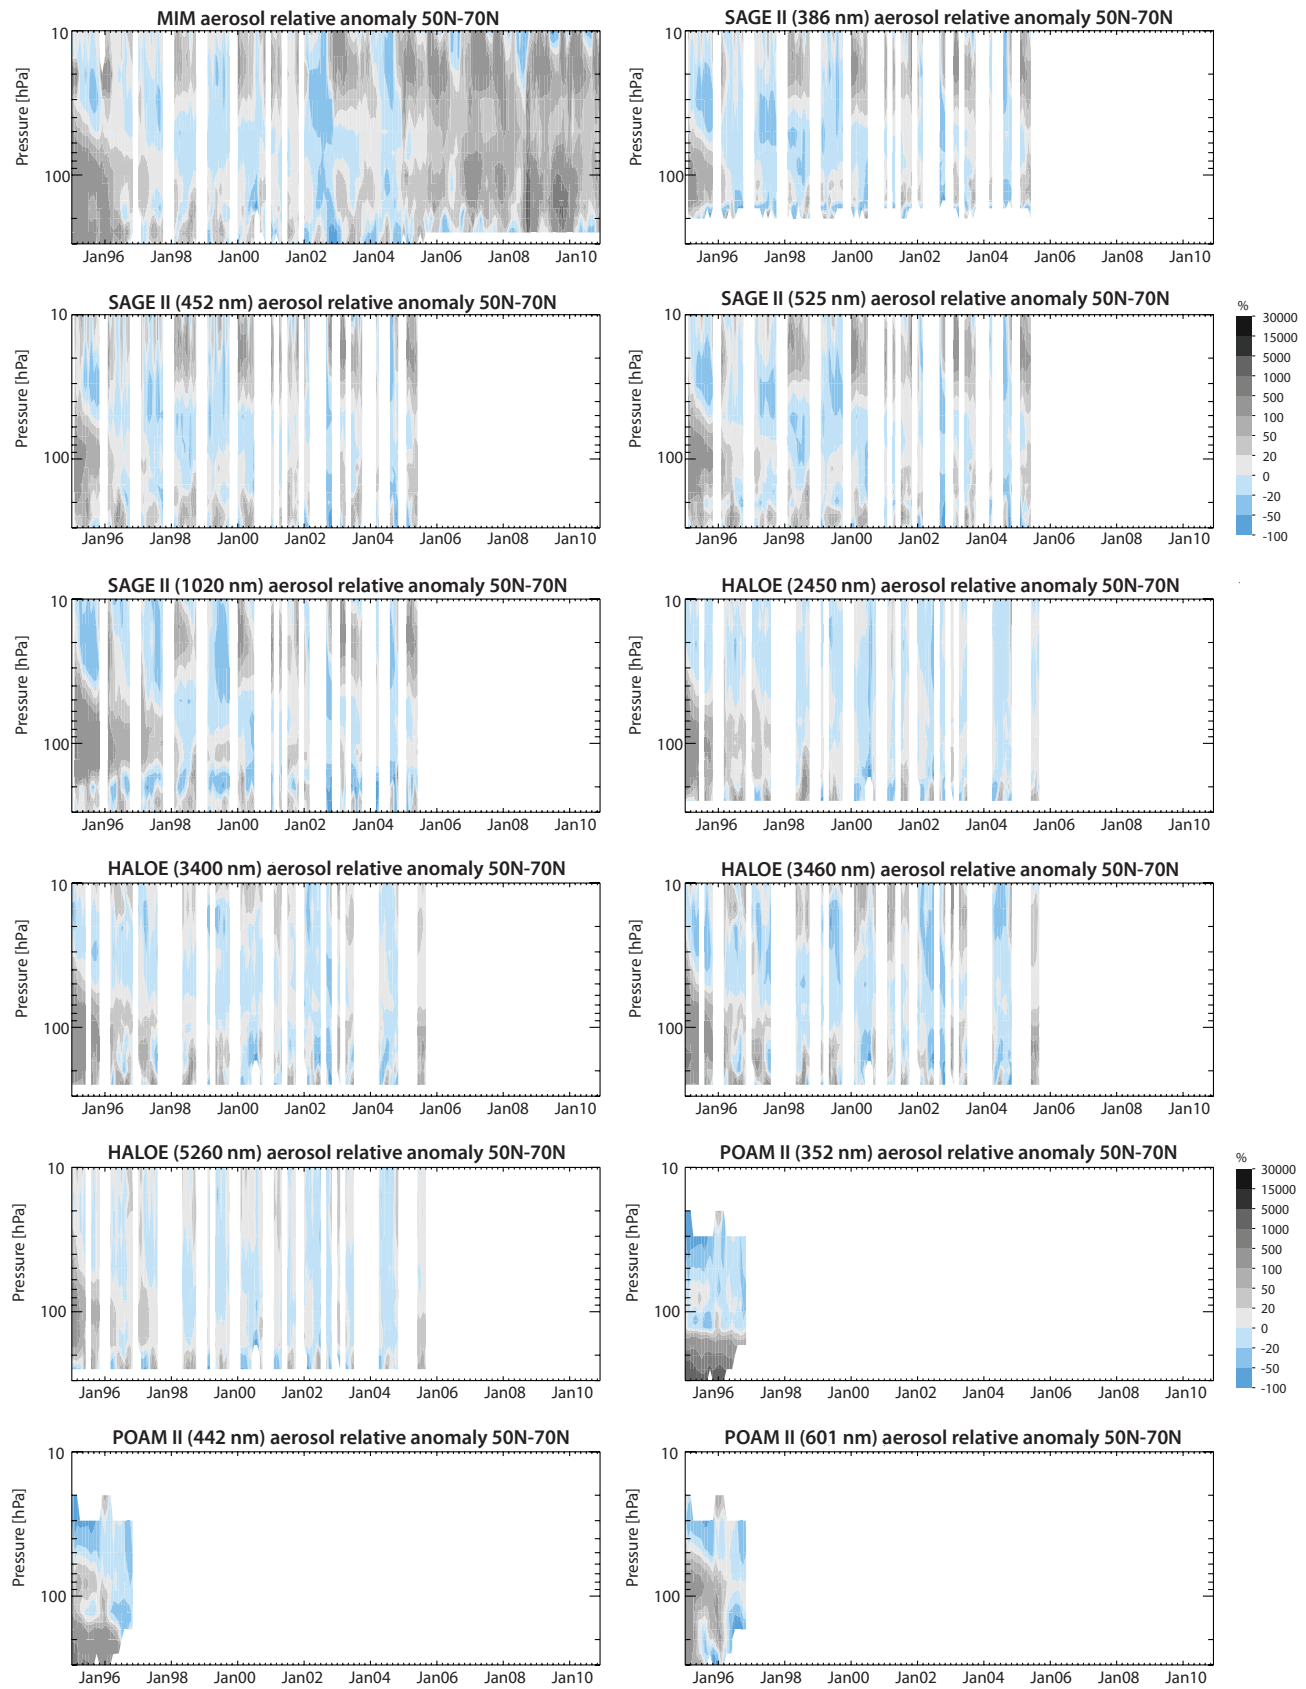 MIM aerosol relative anomaly 50N-70N
10
100
Pressure [hPa]
Jan96 Jan98 Jan00 Jan02 Jan04 Jan06 Jan08 Jan10
SAGE II (386 nm) aerosol relative anomaly 50N-70N
10
100
Pressure [hPa]
Jan96 Jan98 Jan00 Jan02 Jan04 Jan06 Jan08 Jan10
SAGE II (452 nm) aerosol relative anomaly 50N-70N
10
100
Pressure [hPa]
Jan96 Jan98 Jan00 Jan02 Jan04 Jan06 Jan08 Jan10
SAGE II (525 nm) aerosol relative anomaly 50N-70N
10
100
Pressure [hPa]
Jan96 Jan98 Jan00 Jan02 Jan04 Jan06 Jan08 Jan10
%
30000
15000
5000
1000
500
100
50
20
0
-20
-50
-100
SAGE II (1020 nm) aerosol relative anomaly 50N-70N
10
100
Pressure [hPa]
Jan96 Jan98 Jan00 Jan02 Jan04 Jan06 Jan08 Jan10
HALOE (2450 nm) aerosol relative anomaly 50N-70N
10
100
Pressure [hPa]
Jan96 Jan98 Jan00 Jan02 Jan04 Jan06 Jan08 Jan10
HALOE (3400 nm) aerosol relative anomaly 50N-70N
10
100
Pressure [hPa]
Jan96 Jan98 Jan00 Jan02 Jan04 Jan06 Jan08 Jan10
HALOE (3460 nm) aerosol relative anomaly 50N-70N
10
100
Pressure [hPa]
Jan96 Jan98 Jan00 Jan02 Jan04 Jan06 Jan08 Jan10
HALOE (5260 nm) aerosol relative anomaly 50N-70N
10
100
Pressure [hPa]
Jan96 Jan98 Jan00 Jan02 Jan04 Jan06 Jan08 Jan10
POAM II (352 nm) aerosol relative anomaly 50N-70N
10
100
Pressure [hPa]
Jan96 Jan98 Jan00 Jan02 Jan04 Jan06 Jan08 Jan10
%
30000
15000
5000
1000
500
100
50
20
0
-20
-50
-100
POAM II (442 nm) aerosol relative anomaly 50N-70N
10
100
Pressure [hPa]
Jan96 Jan98 Jan00 Jan02 Jan04 Jan06 Jan08 Jan10
POAM II (601 nm) aerosol relative anomaly 50N-70N
10
100
Pressure [hPa]
Jan96 Jan98 Jan00 Jan02 Jan04 Jan06 Jan08 Jan10